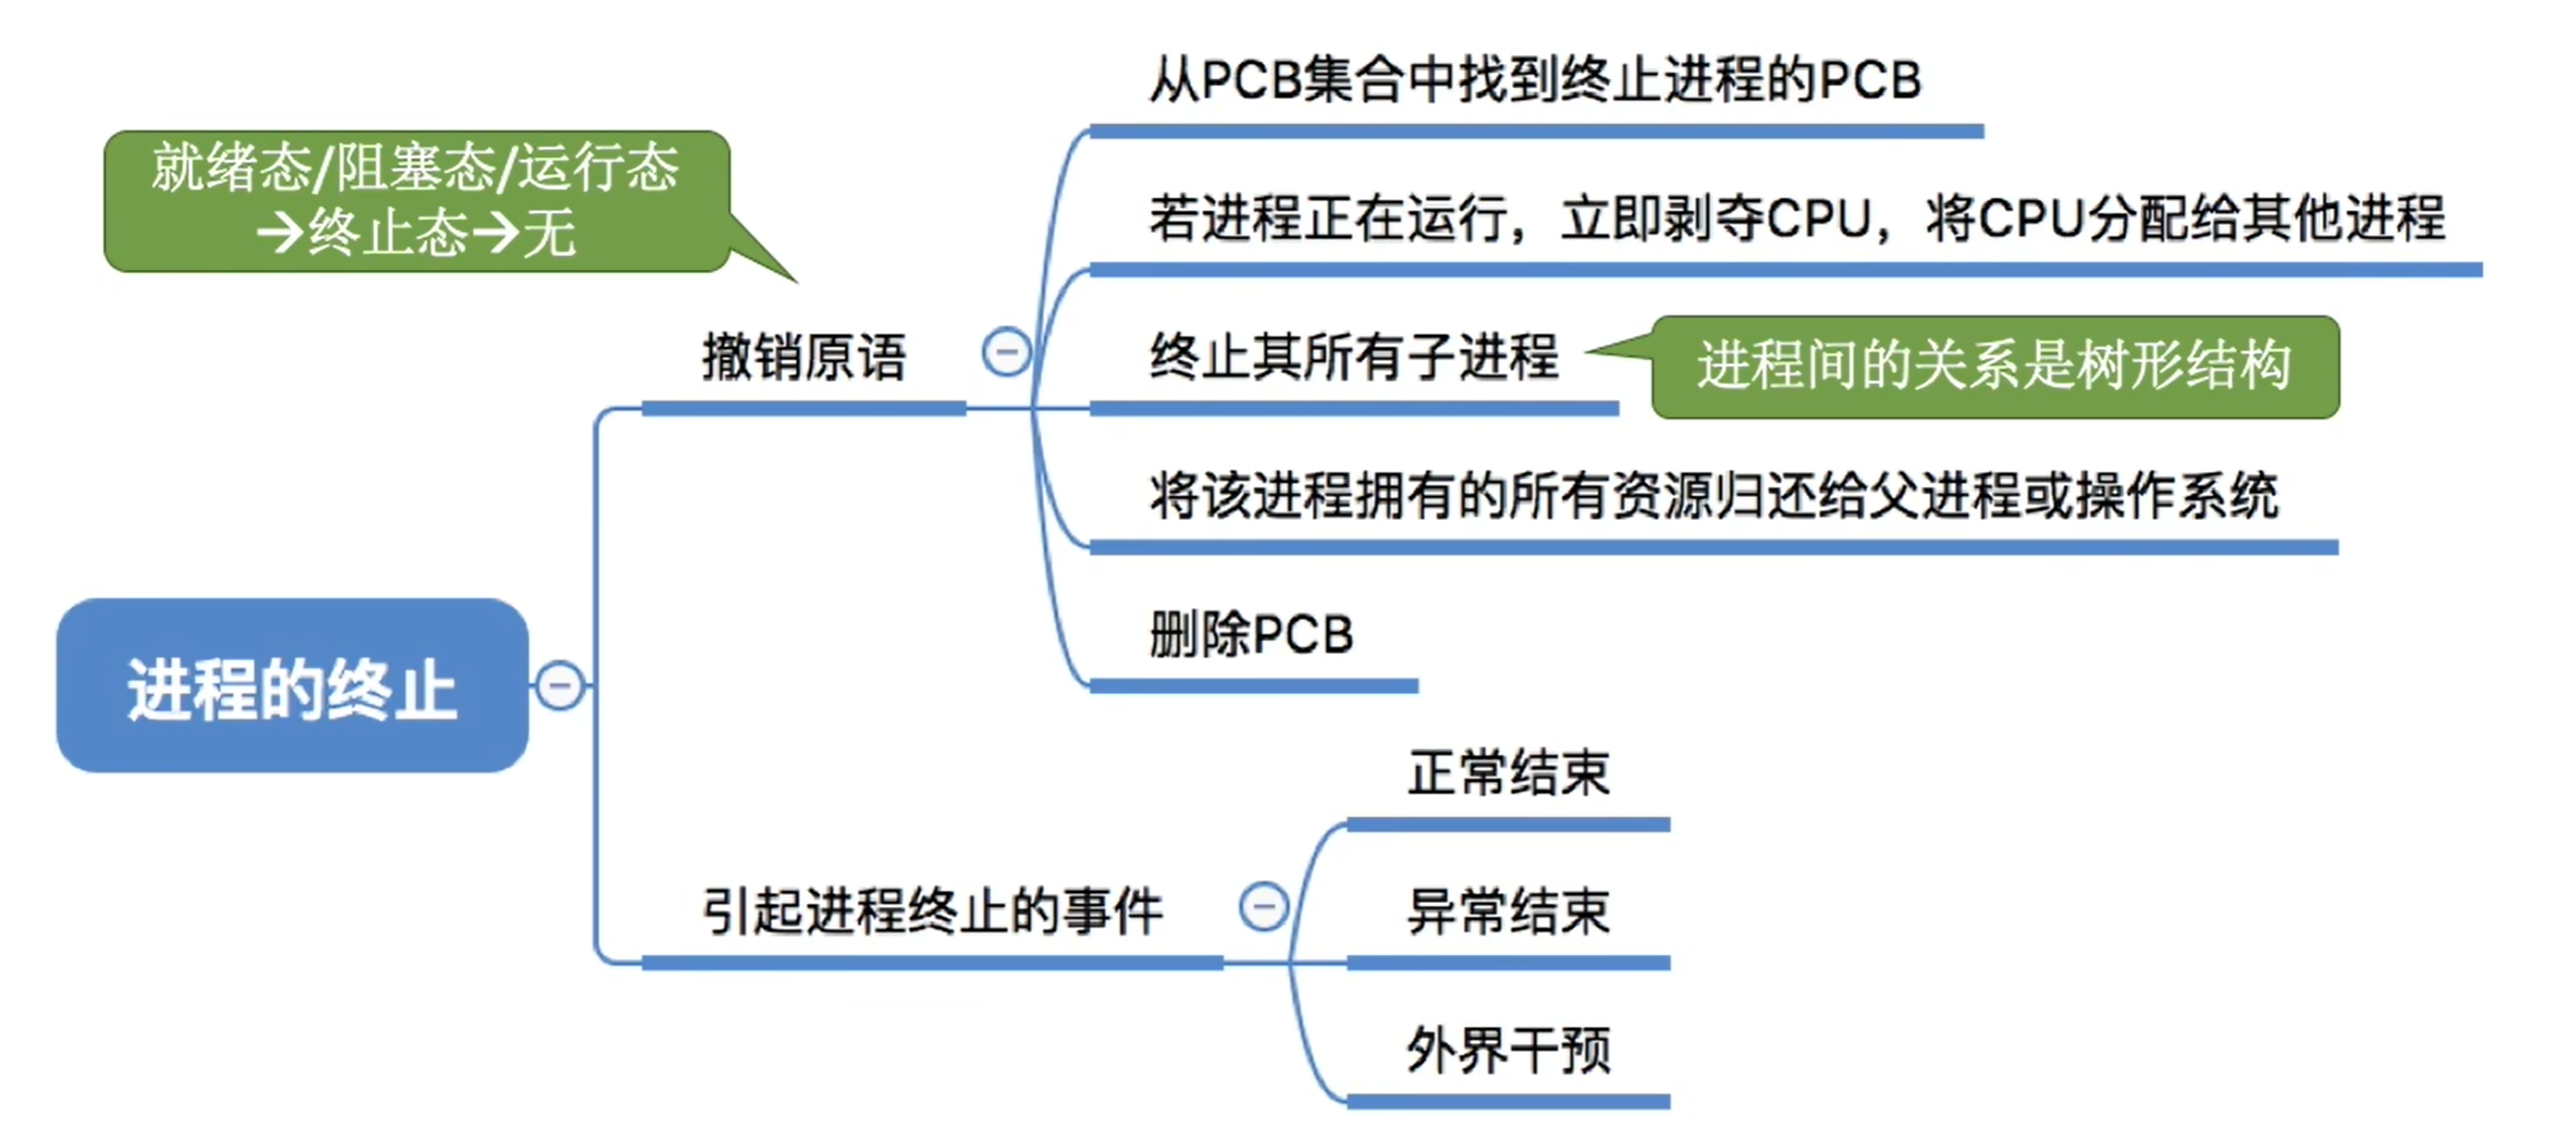 从PCB集合中找到终止进程的PCB
就绪态/阻塞态/运行态
→终止态→无
若进程正在运行，立即剥夺CPU，将CPU分配给其他进程
撤销原语
终止其所有子进程
进程间的关系是树形结构
将该进程拥有的所有资源归还给父进程或操作系统
删除PCB
进程的终止
正常结束
引起进程终止的事件
异常结束
外界干预